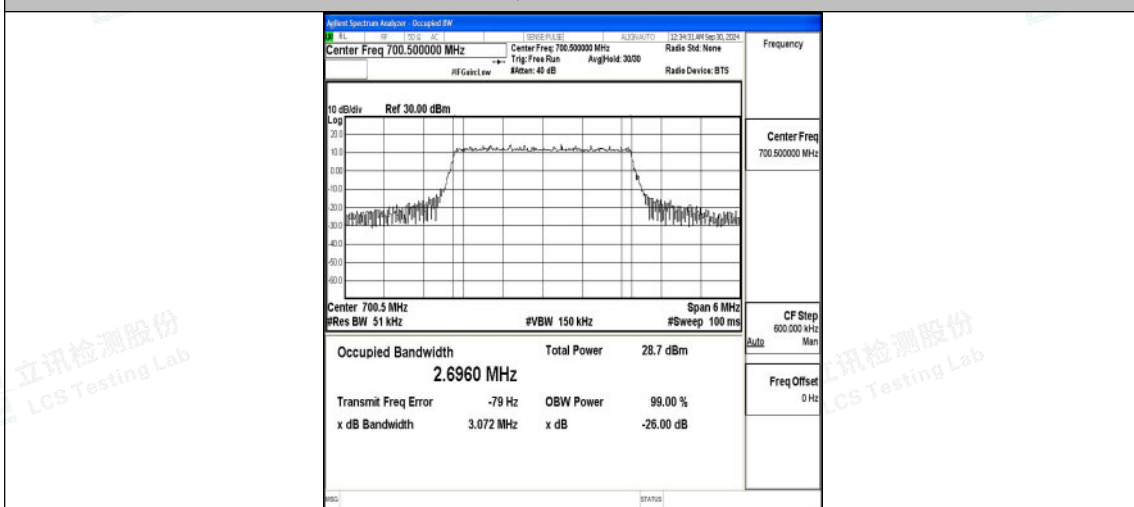 Agilent Spectrum Analyzer - Occupied BW
RL RF 50 Ω AC SENSE:PULSE ALIGNAUTO 12:34:31 AM Sep 30, 2024
Center Freq 700.500000 MHz
Center Freq: 700.500000 MHz
Radio Std: None
Trig: Free Run Avg|Hold: 30/30
#IFGain:Low
#Atten: 40 dB
Radio Device: BTS
10 dB/div Ref 30.00 dBm
Log
20.0
10.0
0.00
-10.0
-20.0
-30.0
-40.0
-50.0
-60.0
Center 700.5 MHz Span 6 MHz
#Res BW 51 kHz #VBW 150 kHz #Sweep 100 ms
Occupied Bandwidth Total Power 28.7 dBm
2.6960 MHz
Transmit Freq Error -79 Hz OBW Power 99.00 %
x dB Bandwidth 3.072 MHz x dB -26.00 dB
MSG STATUS
Frequency
Center Freq
700.500000 MHz
CF Step
600.000 kHz
Auto Man
Freq Offset
0 Hz
立讯检测股份
LCS Testing Lab
立讯检测股份
LCS Testing Lab